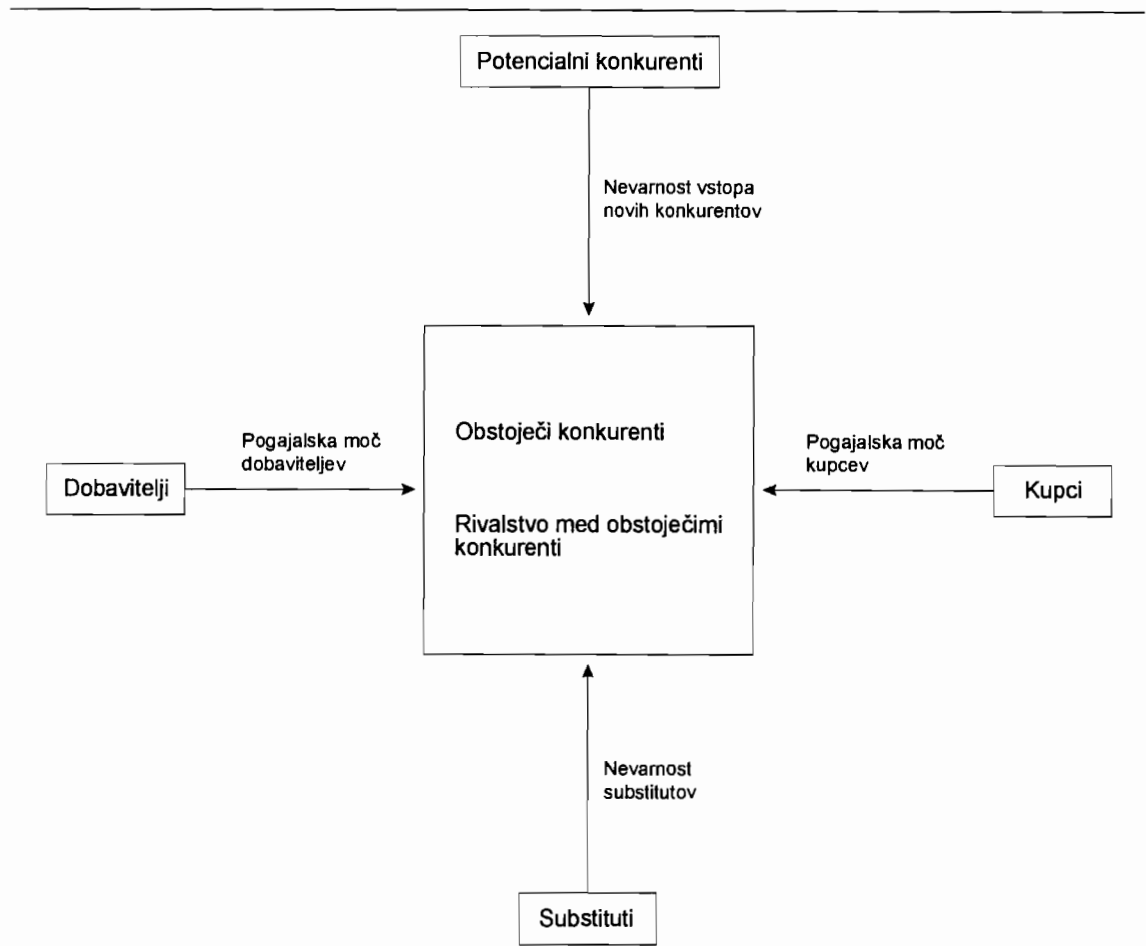 Potencialni konkurenti
Nevarnost vstopa
novih konkurentov
Obstoječi konkurenti
Pogajalska moč
dobaviteljev
Pogajalska moč
kupcev
Dobavitelji
Kupci
Rivalstvo med obstoječimi
konkurenti
Nevarnost
substitutov
Substituti